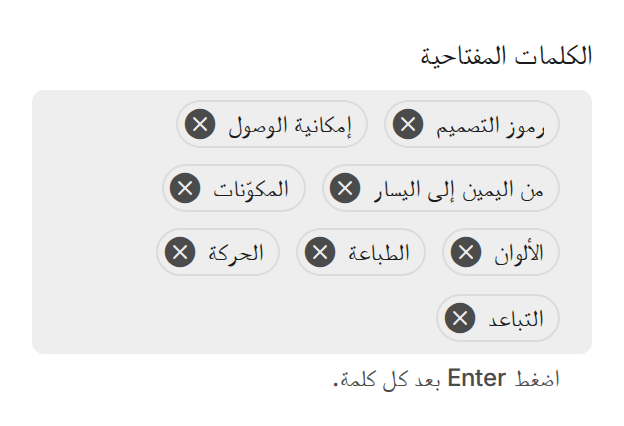 الكلمات المفتاحية
رموز التصميم إمكانية الوصول
من اليمين إلى اليسار المكوّنات
الألوان الطباعة الحركة
التباعد
اضغط Enter بعد كل كلمة.